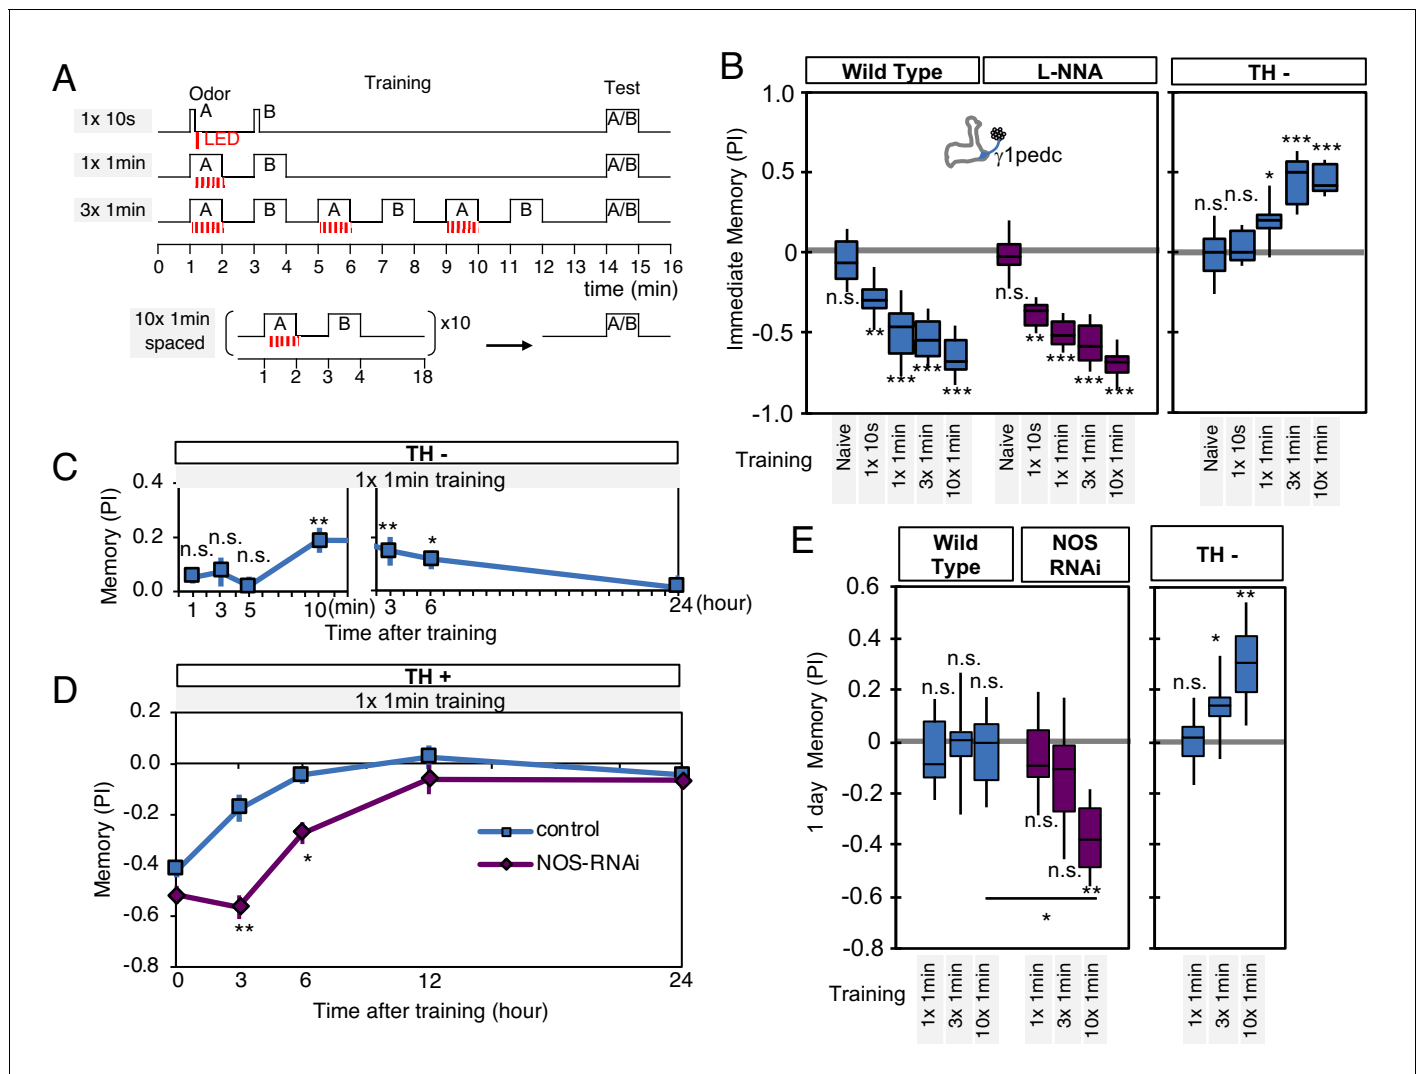 A
Training
Odor
Test
1x 10s
A
B
A/B
LED
1x 1min
A
B
A/B
3x 1min
A
B
A
B
A
B
A/B
0 1 2 3 4 5 6 7 8 9 10 11 12 13 14 15 16
time (min)
10x 1min
spaced
A
B
x10
A/B
1 2 3 4 18
B
Wild Type
L-NNA
TH -
Immediate Memory (PI)
1.0
0.5
0
-0.5
-1.0
γ1pedc
n.s.
**
***
***
***
n.s.
**
***
***
***
n.s.
n.s.
*
***
***
Training
Naive
1x 10s
1x 1min
3x 1min
10x 1min
Naive
1x 10s
1x 1min
3x 1min
10x 1min
Naive
1x 10s
1x 1min
3x 1min
10x 1min
C
TH -
1x 1min training
Memory (PI)
0.4
0.2
0.0
n.s.
n.s.
n.s.
**
**
*
1 3 5 10 (min) 3 6 24 (hour)
Time after training
D
TH +
1x 1min training
Memory (PI)
0.2
0.0
-0.2
-0.4
-0.6
-0.8
control
NOS-RNAi
**
*
0 3 6 12 24
Time after training (hour)
E
Wild
Type
NOS
RNAi
TH -
1 day Memory (PI)
0.6
0.4
0.2
0
-0.2
-0.4
-0.6
-0.8
n.s.
n.s.
n.s.
n.s.
n.s.
**
*
n.s.
*
**
Training
1x 1min
3x 1min
10x 1min
1x 1min
3x 1min
10x 1min
1x 1min
3x 1min
10x 1min